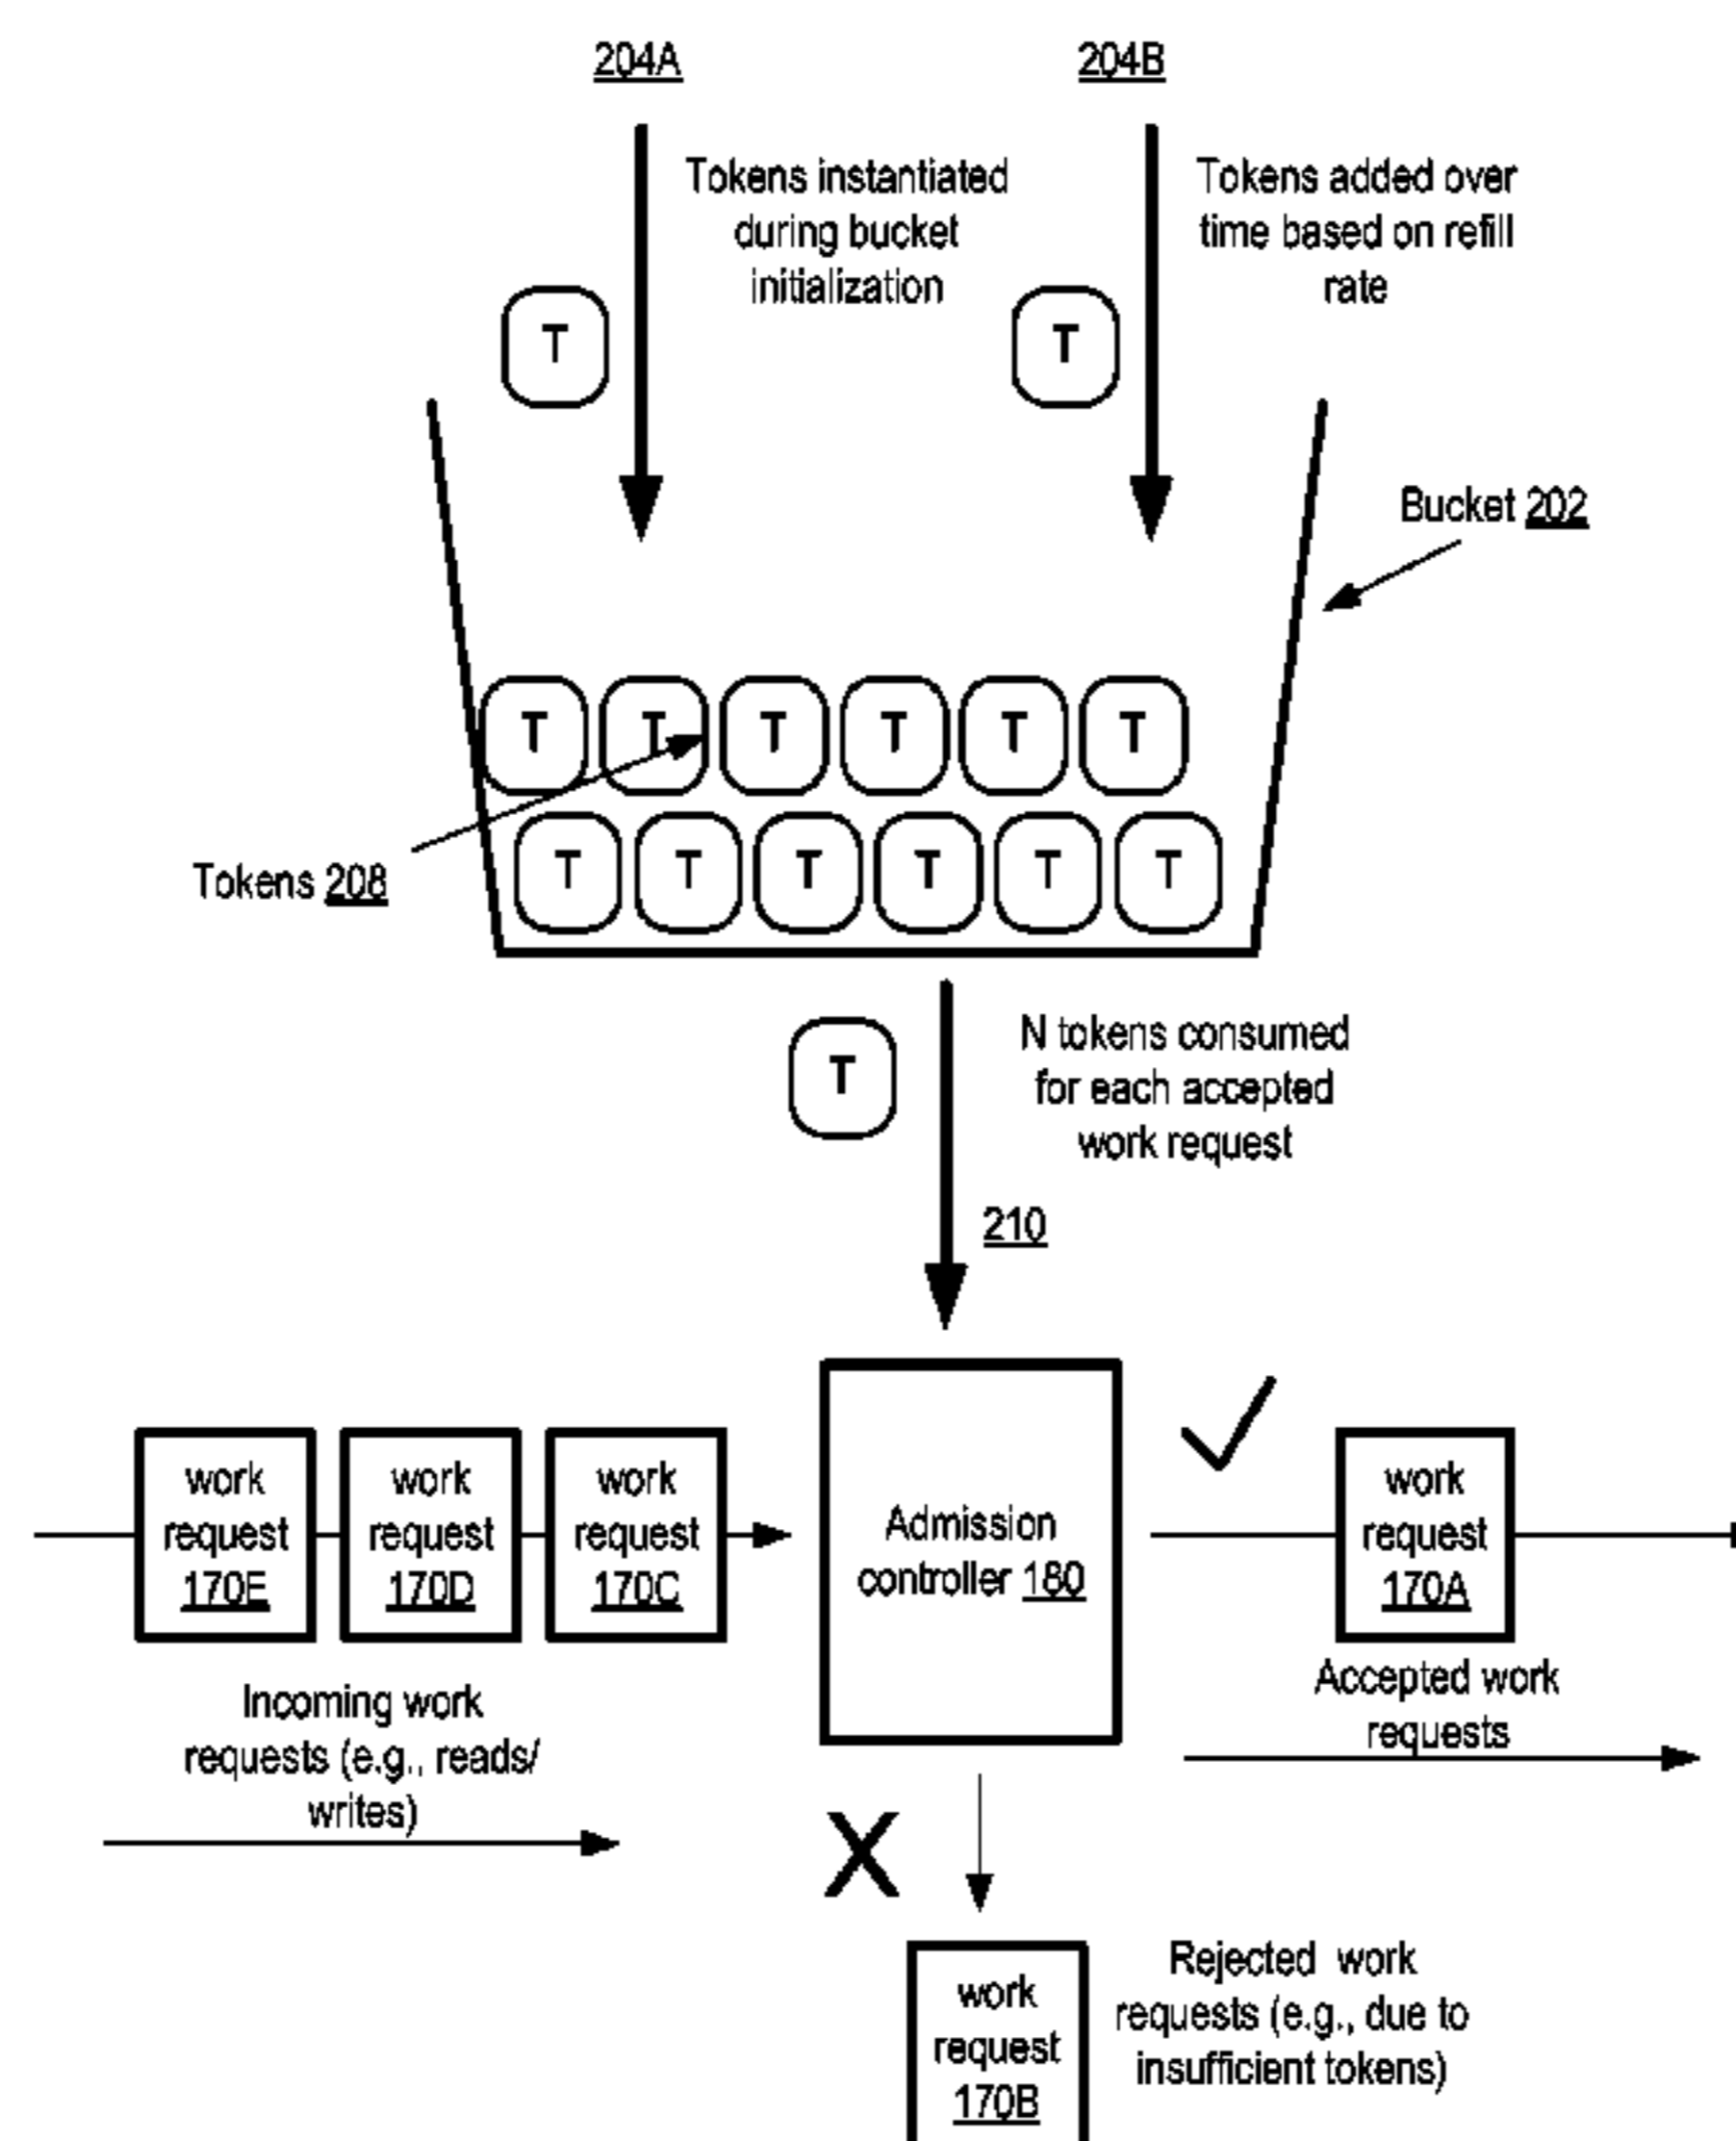 204A
204B
Tokens instantiated
during bucket
initialization
Tokens added over
time based on refill
rate
T
T
Bucket 202
T T T T T T
T T T T T T
Tokens 208
T
N tokens consumed
for each accepted
work request
210
work
request
170E
work
request
170D
work
request
170C
Admission
controller 180
work
request
170A
Incoming work
requests (e.g., reads/
writes)
Accepted work
requests
X
work
request
170B
Rejected work
requests (e.g., due to
insufficient tokens)